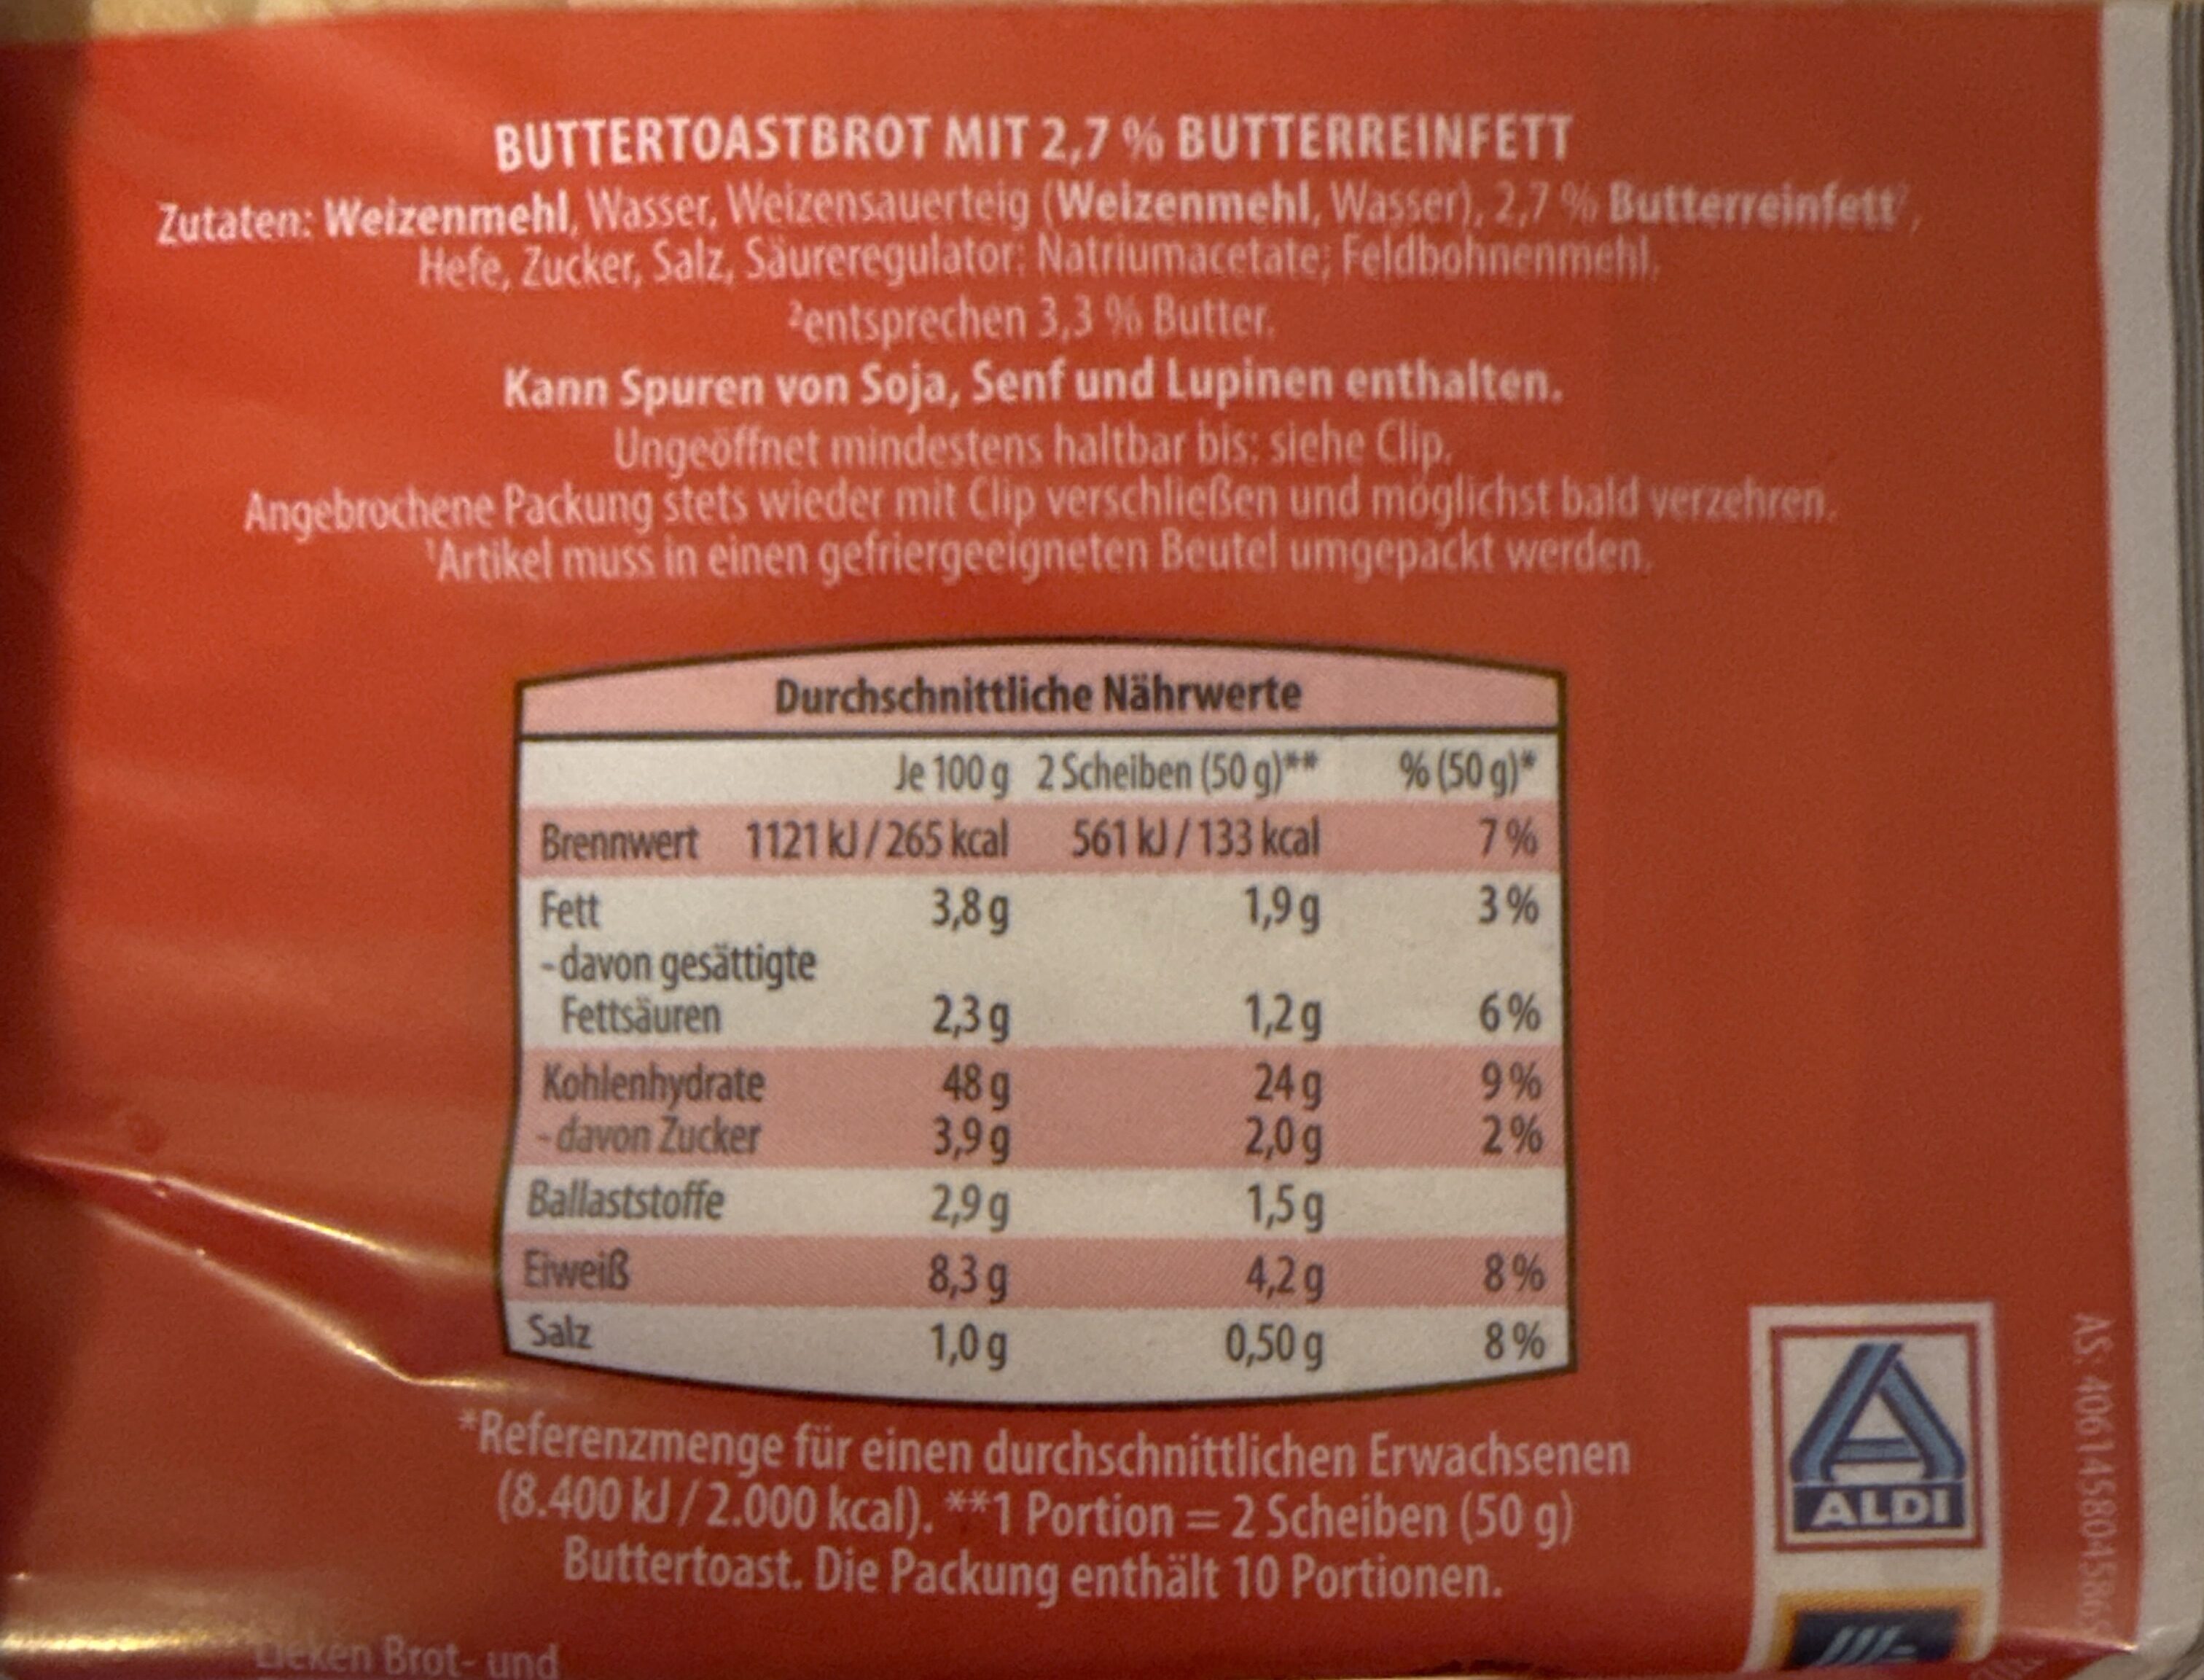 BUTTERTOASTBROT MIT 2,7 % BUTTERREINFETT
Zutaten: Weizenmehl, Wasser, Weizensauerteig (Weizenmehl, Wasser), 2,7 % Butterreinfett²,
Hefe, Zucker, Salz, Säureregulator: Natriumacetate; Feldbohnenmehl.
²entsprechen 3,3 % Butter.
Kann Spuren von Soja, Senf und Lupinen enthalten.
Ungeöffnet mindestens haltbar bis: siehe Clip.
Angebrochene Packung stets wieder mit Clip verschließen und möglichst bald verzehren.
¹Artikel muss in einen gefriergeeigneten Beutel umgepackt werden.
Durchschnittliche Nährwerte
Je 100 g 2 Scheiben (50 g)** % (50 g)*
Brennwert 1121 kJ / 265 kcal 561 kJ / 133 kcal 7 %
Fett 3,8 g 1,9 g 3 %
- davon gesättigte
Fettsäuren 2,3 g 1,2 g 6 %
Kohlenhydrate 48 g 24 g 9 %
- davon Zucker 3,9 g 2,0 g 2 %
Ballaststoffe 2,9 g 1,5 g
Eiweiß 8,3 g 4,2 g 8 %
Salz 1,0 g 0,50 g 8 %
*Referenzmenge für einen durchschnittlichen Erwachsenen
(8.400 kJ / 2.000 kcal). **1 Portion = 2 Scheiben (50 g)
Buttertoast. Die Packung enthält 10 Portionen.
ALDI
AS:
Lieken Brot- und